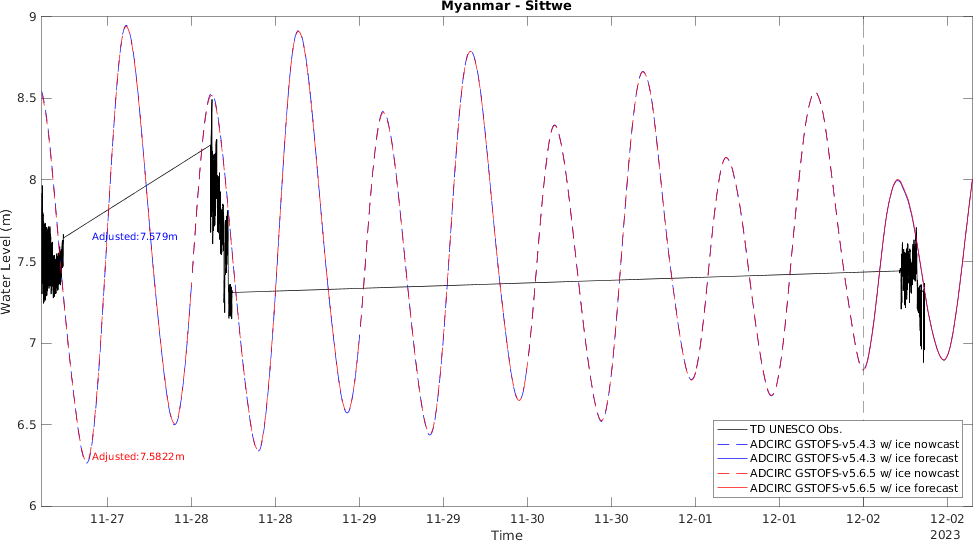 Myanmar - Sittwe
9
8.5
8
7.5
7
6.5
6
Water Level (m)
Adjusted:7.579m
Adjusted:7.5822m
TD UNESCO Obs.
ADCIRC GSTOFS-v5.4.3 w/ ice nowcast
ADCIRC GSTOFS-v5.4.3 w/ ice forecast
ADCIRC GSTOFS-v5.6.5 w/ ice nowcast
ADCIRC GSTOFS-v5.6.5 w/ ice forecast
11-27 11-28 11-28 11-29 11-29 11-30 11-30 12-01 12-01 12-02 12-02
2023
Time